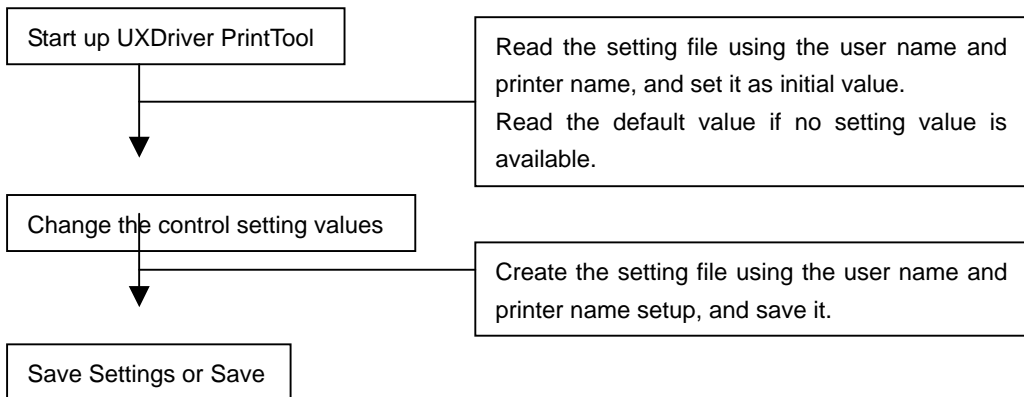 Start up UXDriver PrintTool
Read the setting file using the user name and
printer name, and set it as initial value.
Read the default value if no setting value is
available.
Change the control setting values
Create the setting file using the user name and
printer name setup, and save it.
Save Settings or Save